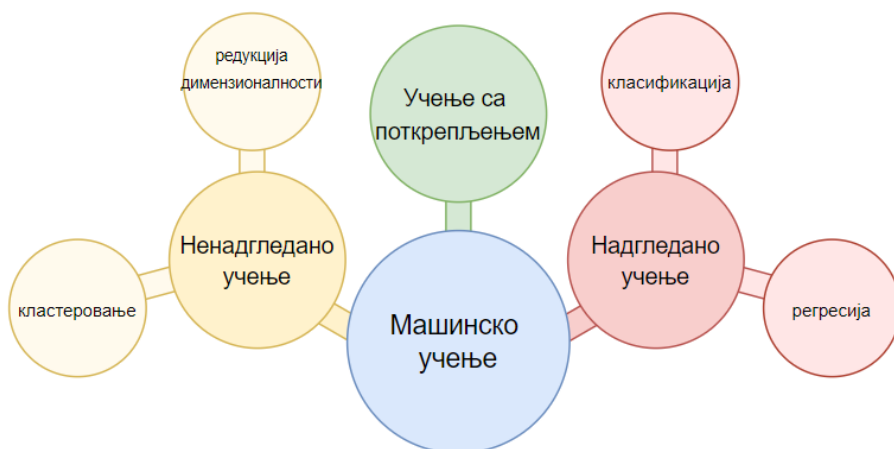 редукција
димензионалности
Учење са
поткрепљењем
класификација
Ненадгледано
учење
Надгледано
учење
кластеровање
регресија
Машинско
учење